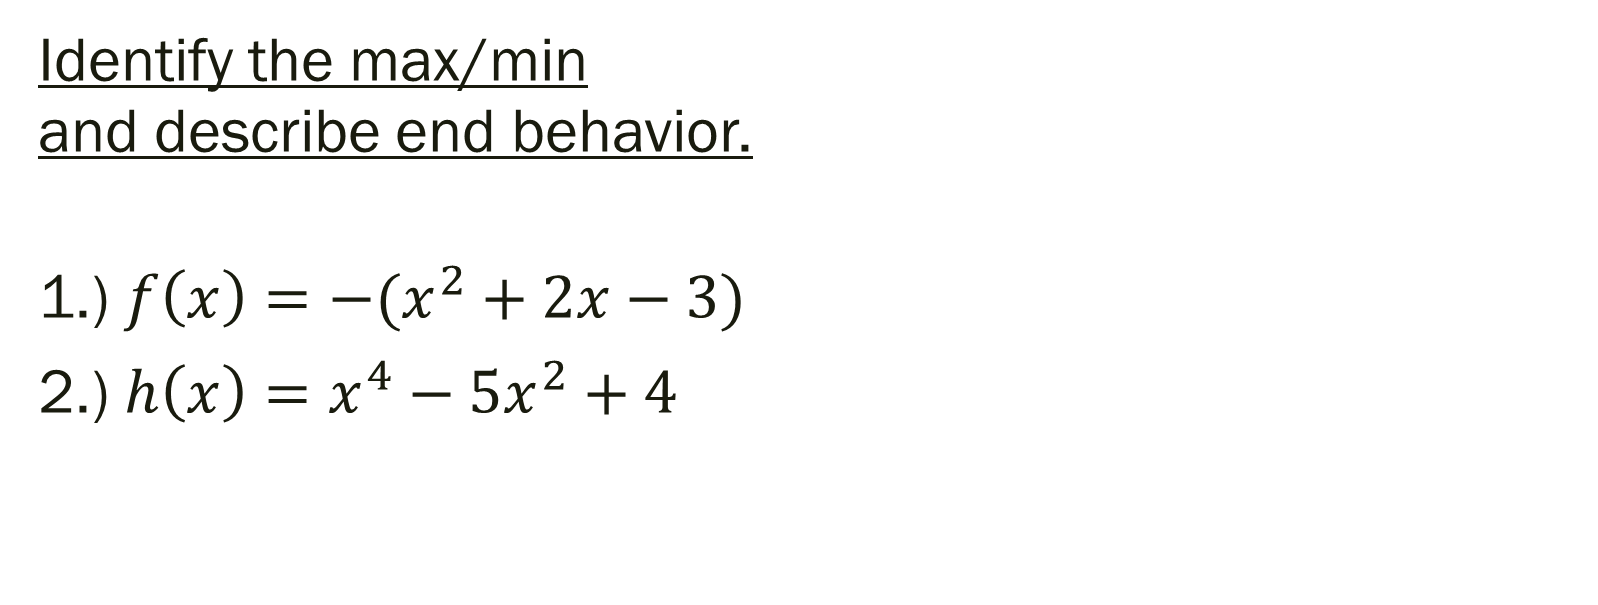 Identify the max/min
and describe end behavior.
1.) f(x) = −(x² + 2x − 3)
2.) h(x) = x⁴ − 5x² + 4